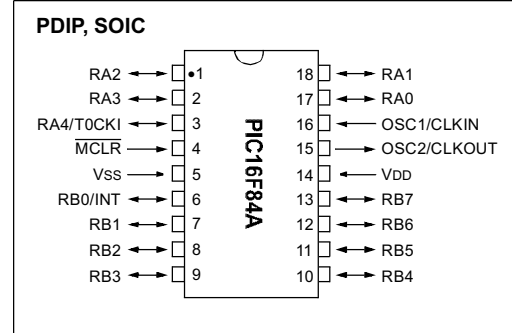 PDIP, SOIC
RA2 1 18 RA1
RA3 2 17 RA0
RA4/T0CKI 3 16 OSC1/CLKIN
MCLR 4 15 OSC2/CLKOUT
VSS 5 14 VDD
RB0/INT 6 13 RB7
RB1 7 12 RB6
RB2 8 11 RB5
RB3 9 10 RB4
PIC16F84A